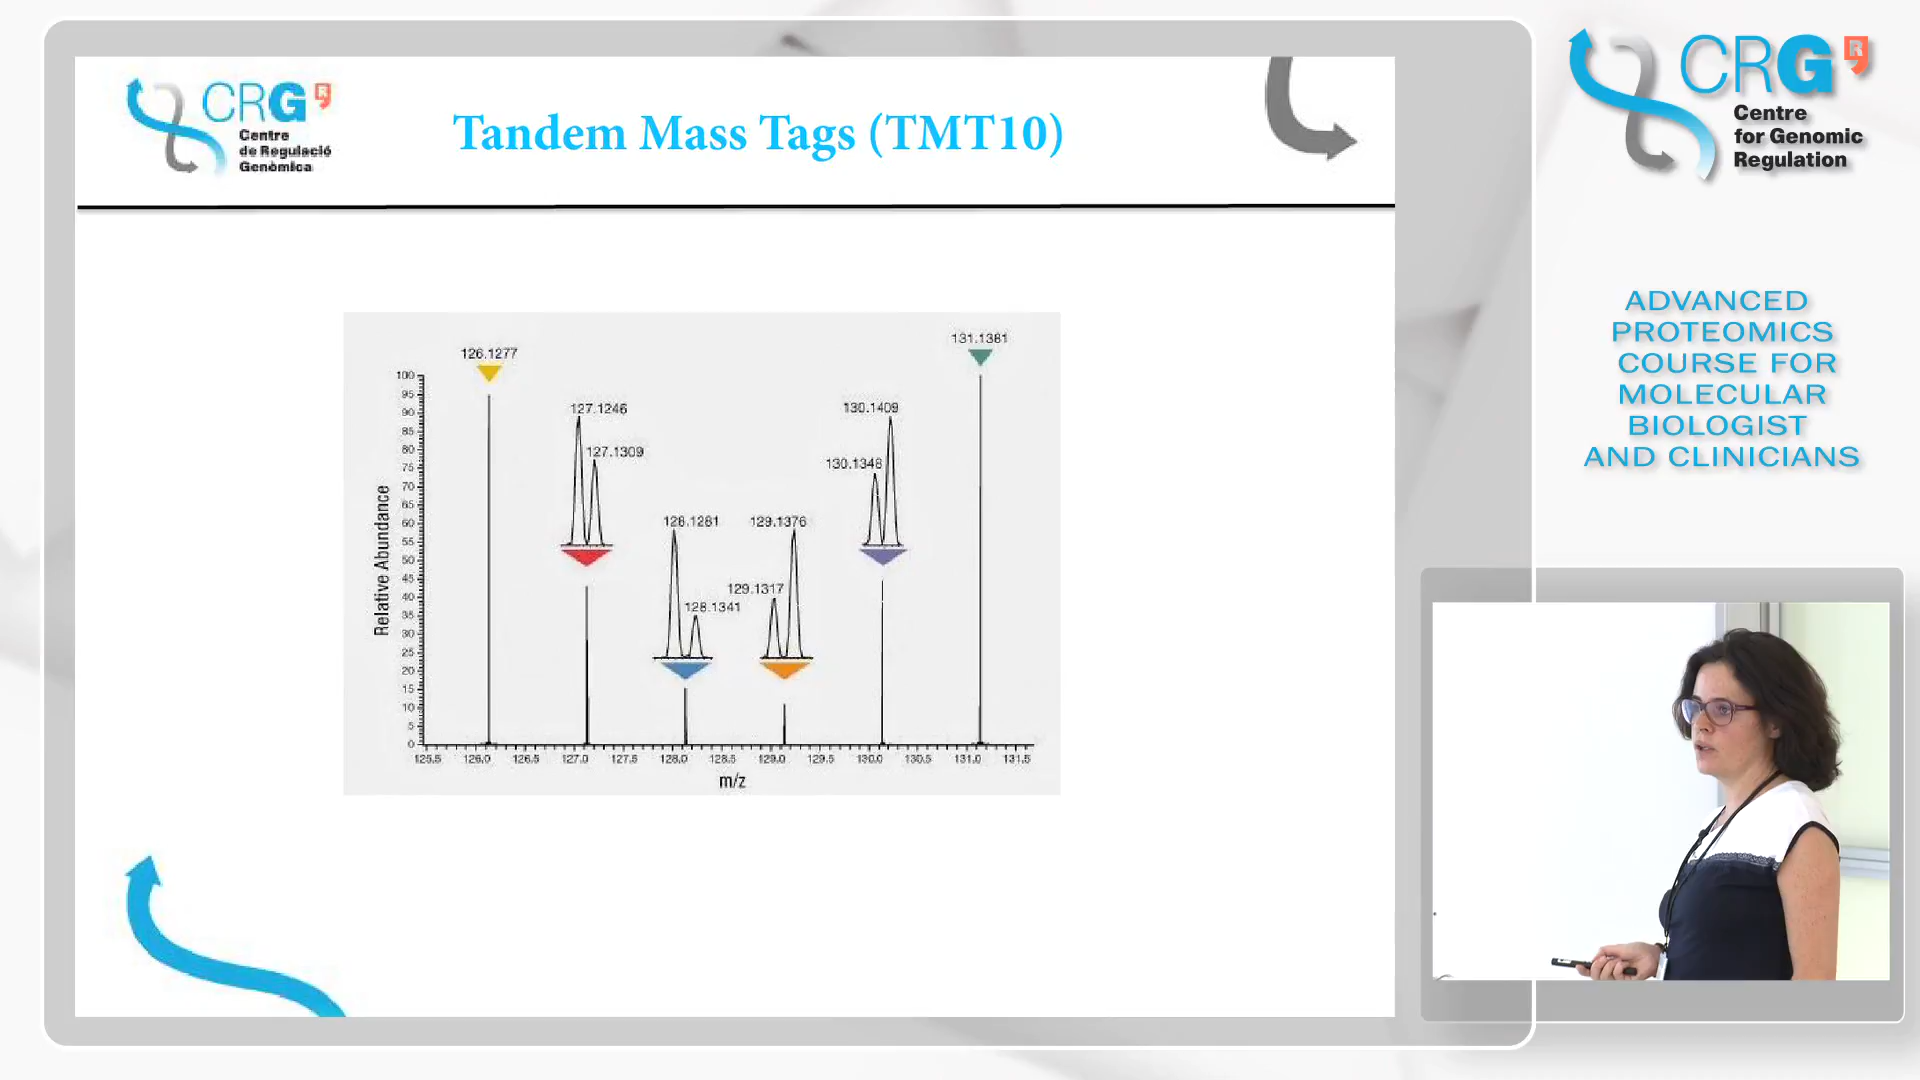 CRG R
Centre
de Regulació
Genòmica
Tandem Mass Tags (TMT10)
126.1277
131.1381
127.1246
127.1309
130.1409
130.1348
128.1281
129.1376
129.1317
128.1341
Relative Abundance
100
95
90
85
80
75
70
65
60
55
50
45
40
35
30
25
20
15
10
5
0
125.5 126.0 126.5 127.0 127.5 128.0 128.5 129.0 129.5 130.0 130.5 131.0 131.5
m/z
CRG R
Centre
for Genomic
Regulation
ADVANCED
PROTEOMICS
COURSE FOR
MOLECULAR
BIOLOGIST
AND CLINICIANS